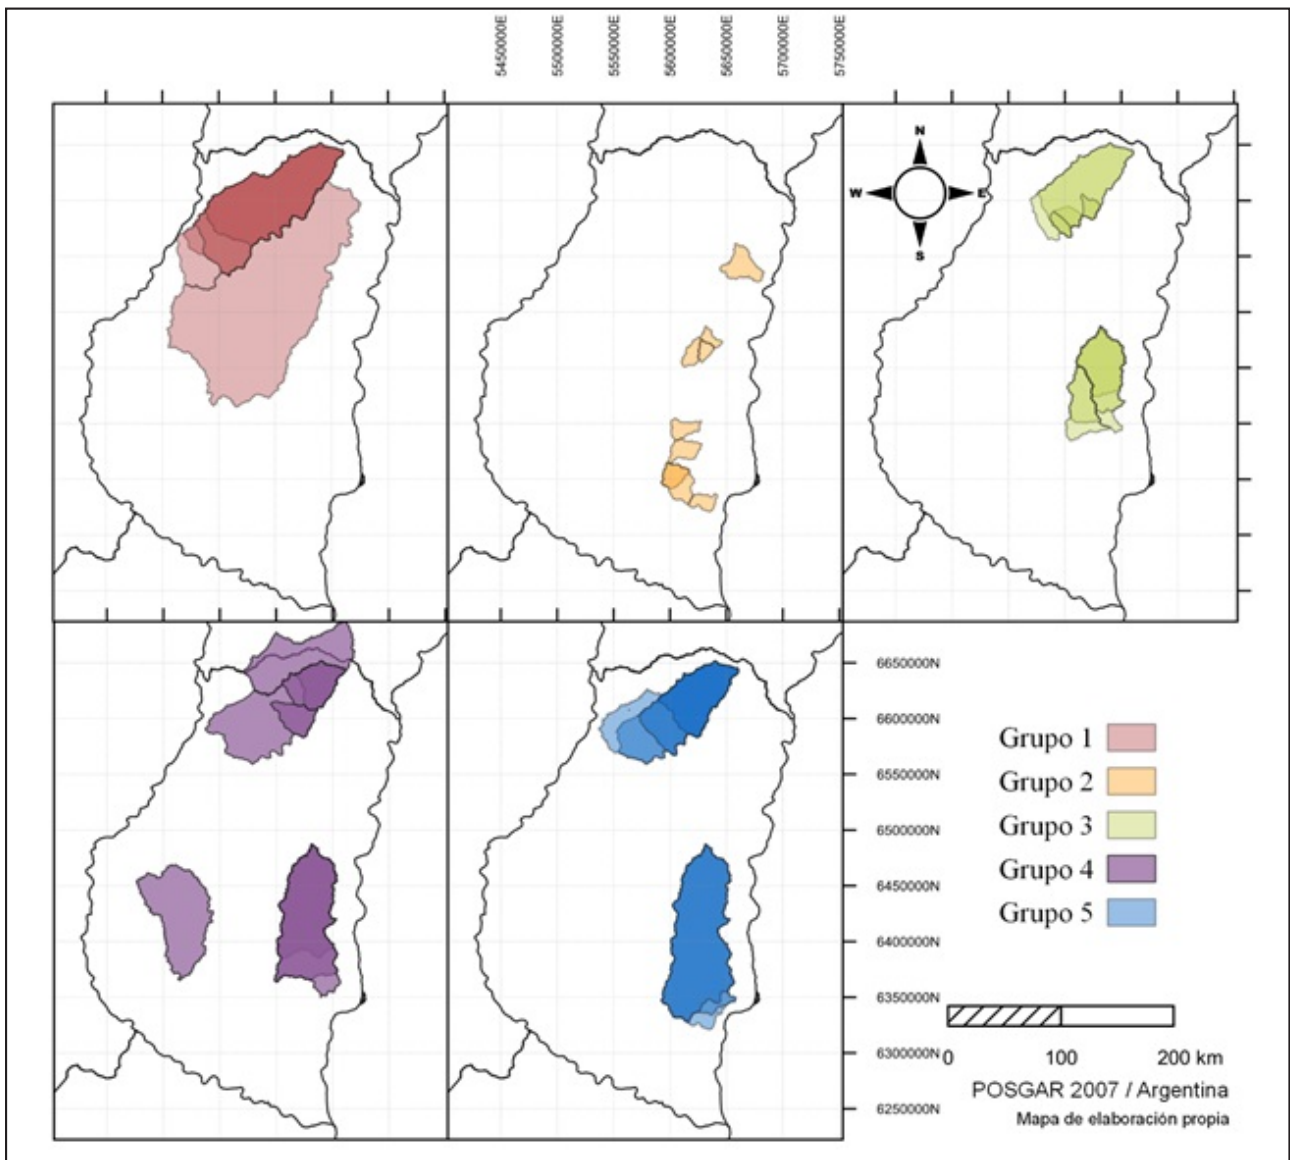 5450000E
5500000E
5550000E
5600000E
5650000E
5700000E
5750000E
N
W E
S
6650000N
6600000N
6550000N
6500000N
6450000N
6400000N
6350000N
6300000N
6250000N
Grupo 1
Grupo 2
Grupo 3
Grupo 4
Grupo 5
0 100 200 km
POSGAR 2007 / Argentina
Mapa de elaboración propia